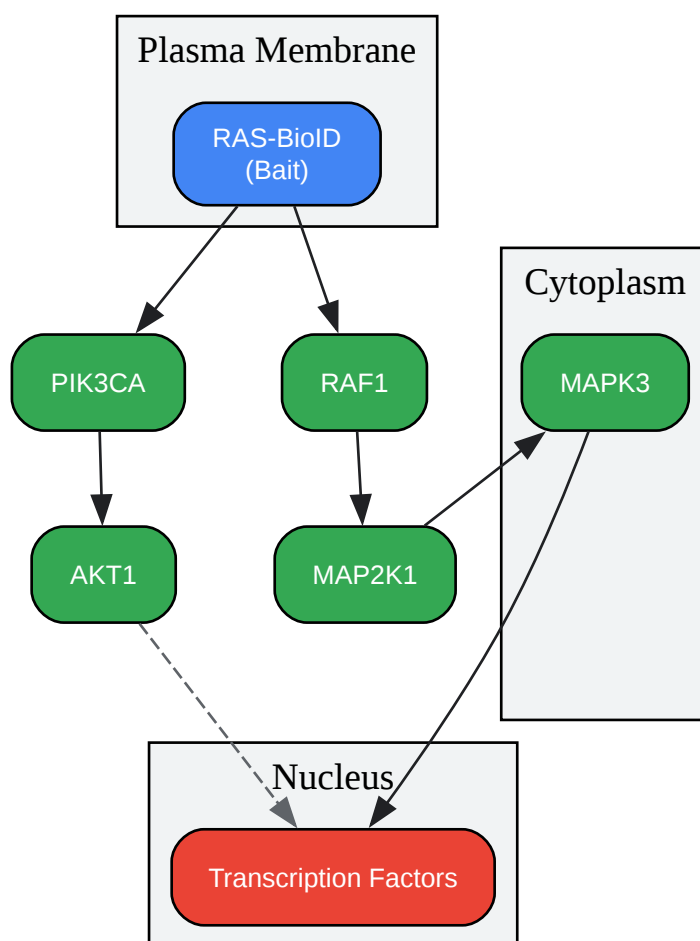 Plasma Membrane
RAS-BioID
(Bait)
Cytoplasm
PIK3CA
RAF1
MAPK3
AKT1
MAP2K1
Nucleus
Transcription Factors